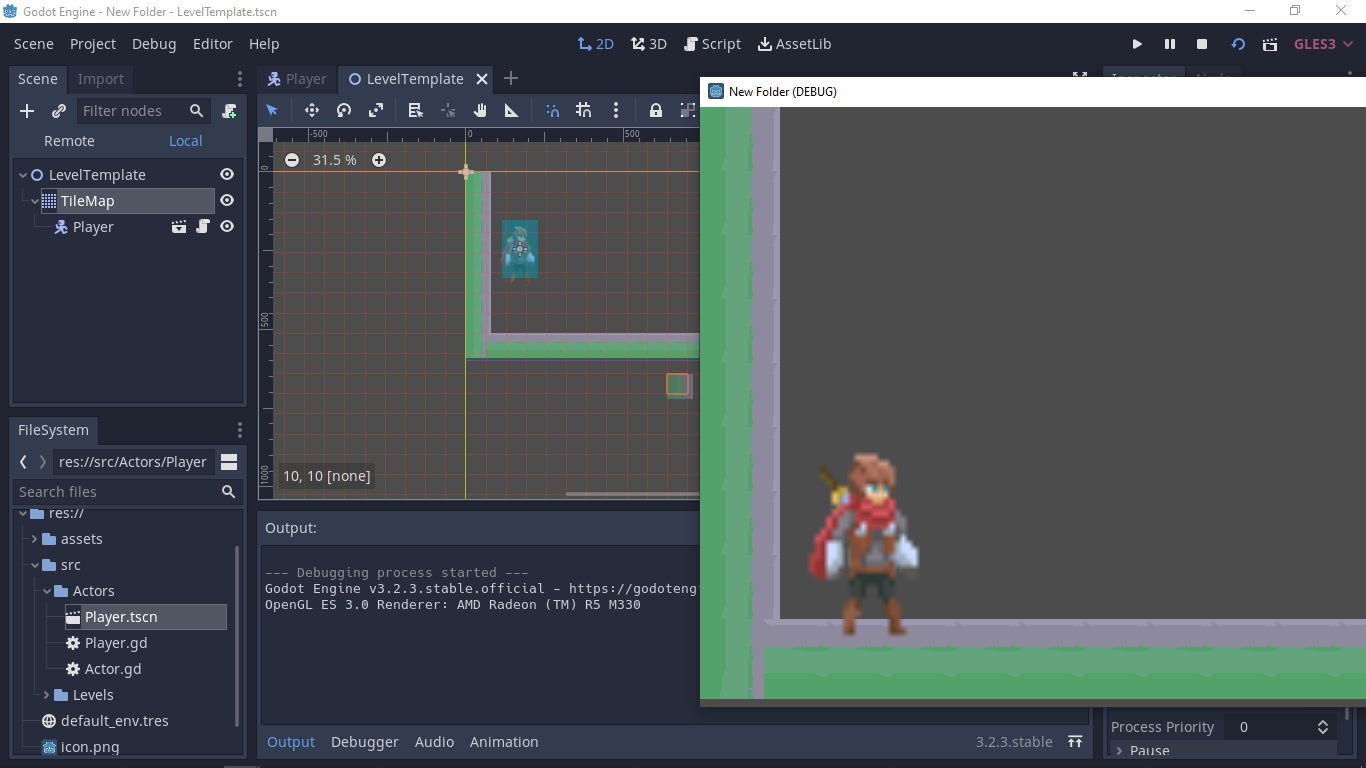 Godot Engine - New Folder - LevelTemplate.tscn
Scene Project Debug Editor Help
2D 3D Script AssetLib
GLES3
Scene Import
Player LevelTemplate
New Folder (DEBUG)
Filter nodes
Remote Local
-500 0 500
31.5 %
0
500
1000
LevelTemplate
TileMap
Player
10, 10 [none]
FileSystem
res://src/Actors/Player
Search files
res://
assets
src
Actors
Player.tscn
Player.gd
Actor.gd
Levels
default_env.tres
icon.png
Output:
--- Debugging process started ---
Godot Engine v3.2.3.stable.official - https://godoteng
OpenGL ES 3.0 Renderer: AMD Radeon (TM) R5 M330
Output Debugger Audio Animation
3.2.3.stable
Process Priority 0
Pause